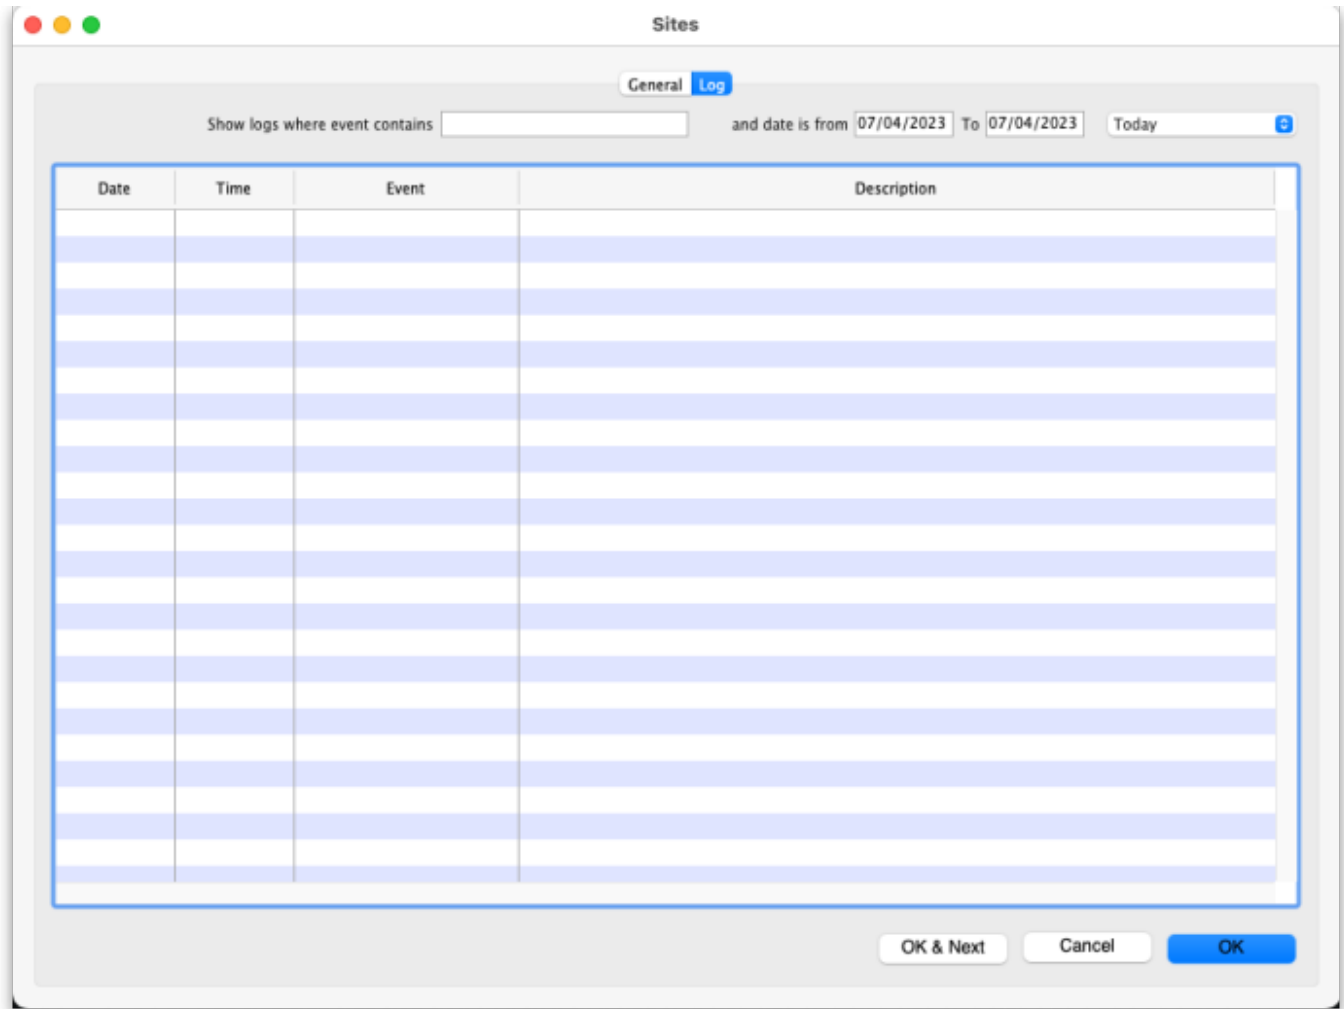 Sites
General Log
Show logs where event contains and date is from 07/04/2023 To 07/04/2023 Today
Date Time Event Description
OK & Next Cancel OK